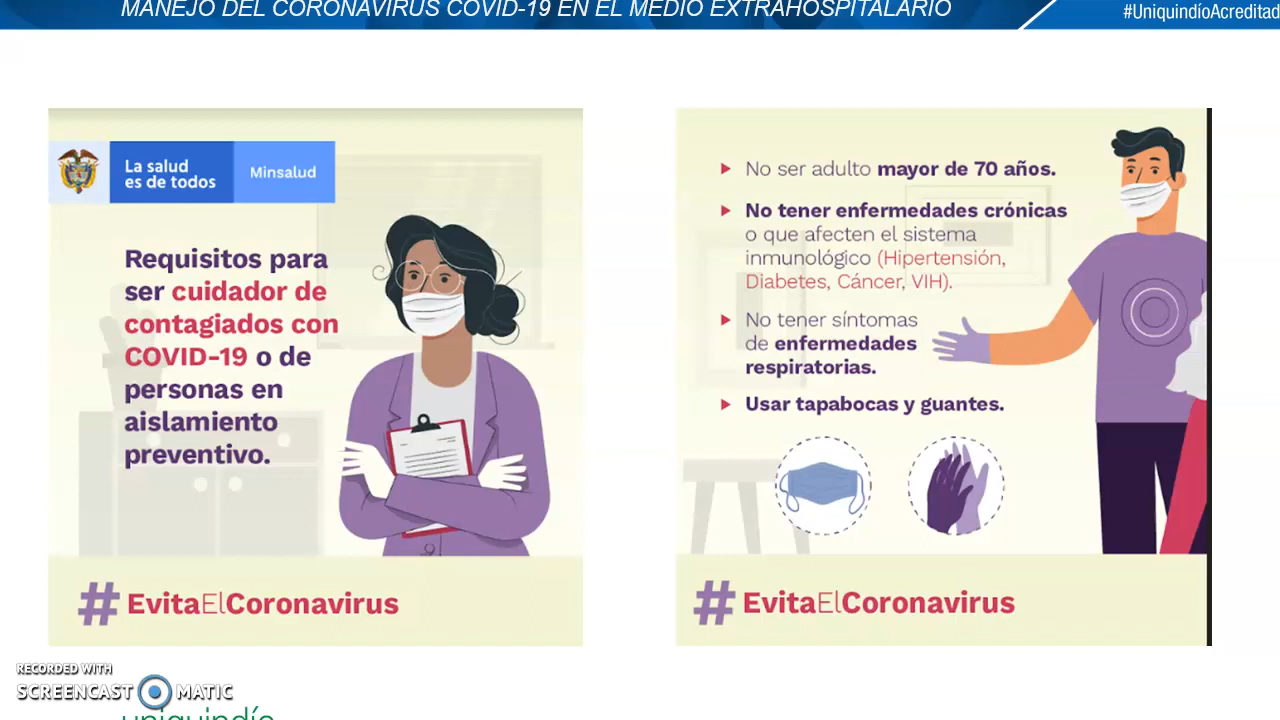 MANEJO DEL CORONAVIRUS COVID-19 EN EL MEDIO EXTRAHOSPITALARIO
#UniquindíoAcreditad
La salud
es de todos
Minsalud
Requisitos para
ser cuidador de
contagiados con
COVID-19 o de
personas en
aislamiento
preventivo.
#EvitaElCoronavirus
No ser adulto mayor de 70 años.
No tener enfermedades crónicas
o que afecten el sistema
inmunológico (Hipertensión,
Diabetes, Cáncer, VIH).
No tener síntomas
de enfermedades
respiratorias.
Usar tapabocas y guantes.
#EvitaElCoronavirus
RECORDED WITH
SCREENCAST MATIC
uniquindío